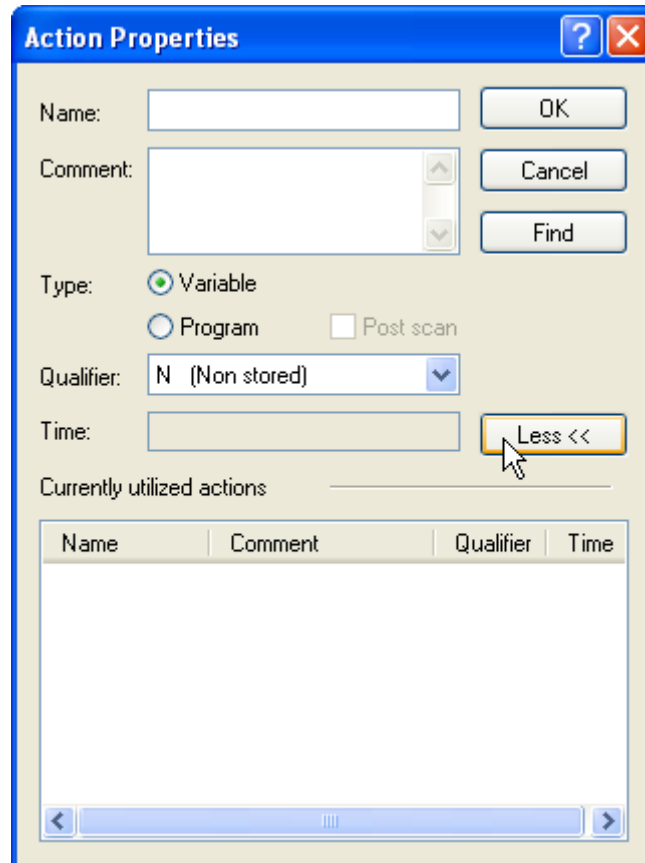 Action Properties
Name:
OK
Comment:
Cancel
Find
Type:
Variable
Program
Post scan
Qualifier:
N (Non stored)
Time:
Less <<
Currently utilized actions
Name Comment Qualifier Time